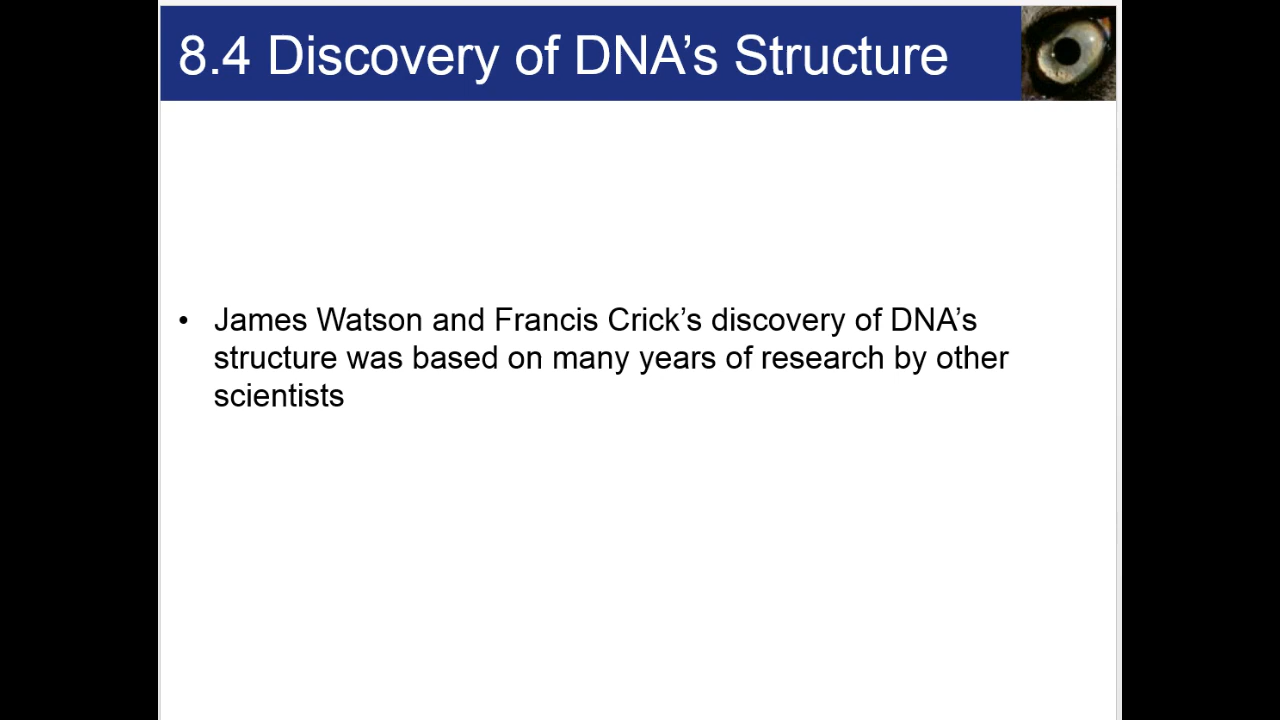 8.4 Discovery of DNA’s Structure
• James Watson and Francis Crick’s discovery of DNA’s
structure was based on many years of research by other
scientists